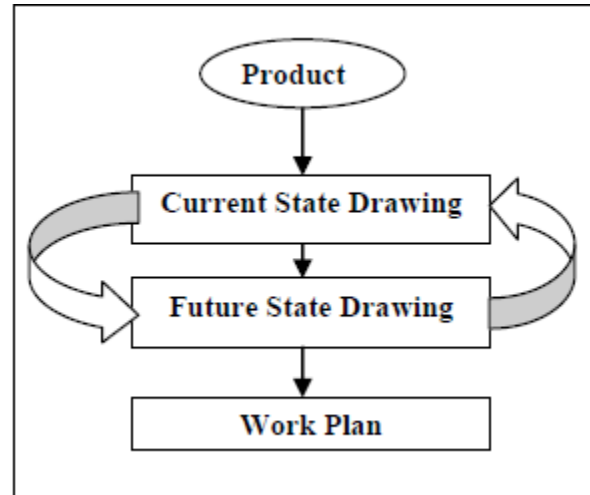 Product
Current State Drawing
Future State Drawing
Work Plan